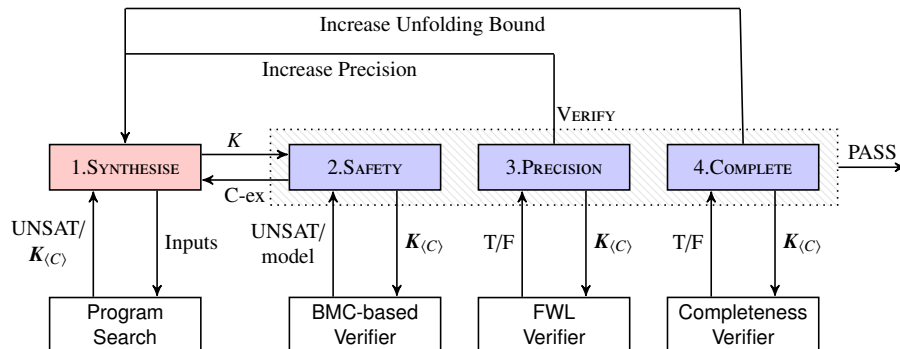 Increase Unfolding Bound
Increase Precision
VERIFY
K
PASS
1.SYNTHESISE
2.SAFETY
3.PRECISION
4.COMPLETE
C-ex
UNSAT/
K⟨C⟩
Inputs
UNSAT/
model
K⟨C⟩
T/F
K⟨C⟩
T/F
K⟨C⟩
Program
Search
BMC-based
Verifier
FWL
Verifier
Completeness
Verifier